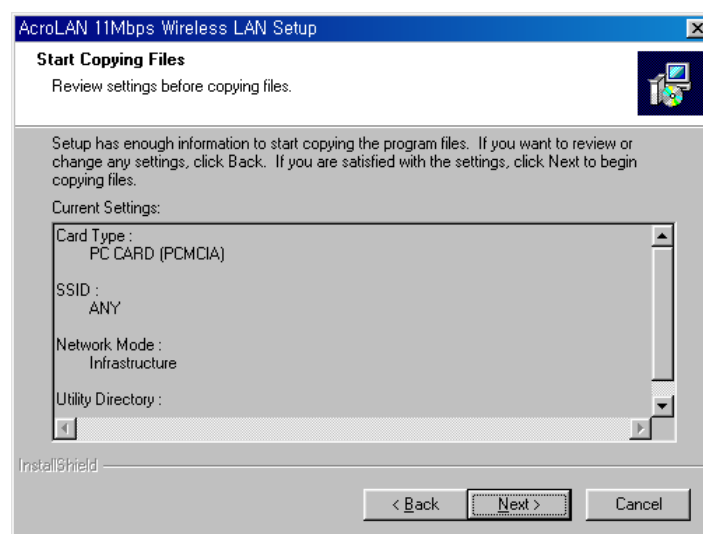 AcroLAN 11Mbps Wireless LAN Setup
Start Copying Files
Review settings before copying files.
Setup has enough information to start copying the program files. If you want to review or
change any settings, click Back. If you are satisfied with the settings, click Next to begin
copying files.
Current Settings:
Card Type :
PC CARD (PCMCIA)
SSID :
ANY
Network Mode :
Infrastructure
Utility Directory :
InstallShield
< Back
Next >
Cancel